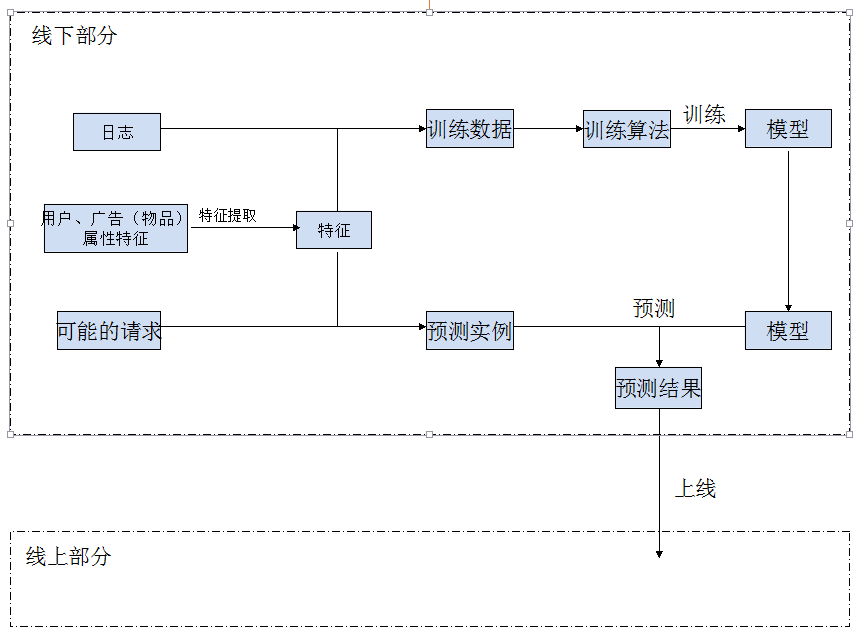 线下部分
日志
训练数据
训练算法
训练
模型
用户、广告（物品）
属性特征
特征提取
特征
可能的请求
预测实例
预测
模型
预测结果
上线
线上部分